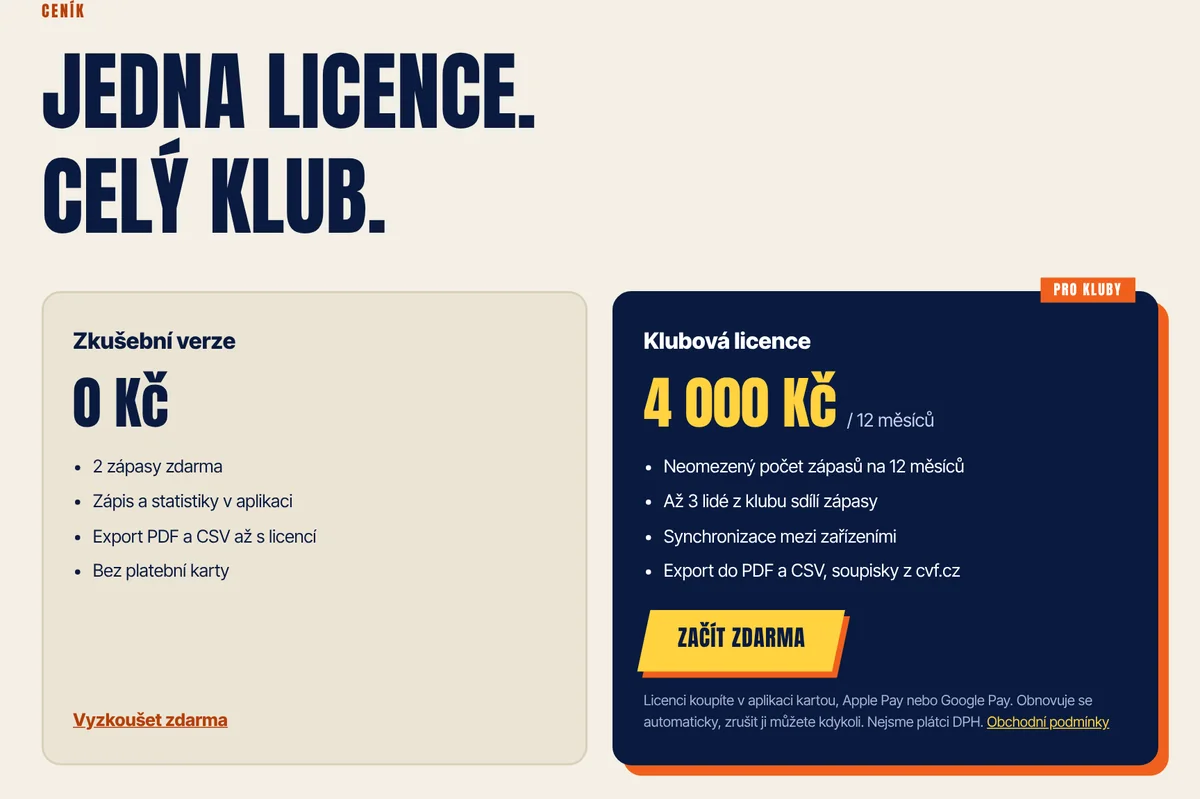 CENÍK
JEDNA LICENCE.
CELÝ KLUB.
Zkušební verze
0 Kč
• 2 zápasy zdarma
• Zápis a statistiky v aplikaci
• Export PDF a CSV až s licencí
• Bez platební karty
Vyzkoušet zdarma
PRO KLUBY
Klubová licence
4 000 Kč / 12 měsíců
• Neomezený počet zápasů na 12 měsíců
• Až 3 lidé z klubu sdílí zápasy
• Synchronizace mezi zařízeními
• Export do PDF a CSV, soupisky z cvf.cz
ZAČÍT ZDARMA
Licenci koupíte v aplikaci kartou, Apple Pay nebo Google Pay. Obnovuje se
automaticky, zrušit ji můžete kdykoli. Nejsme plátci DPH. Obchodní podmínky